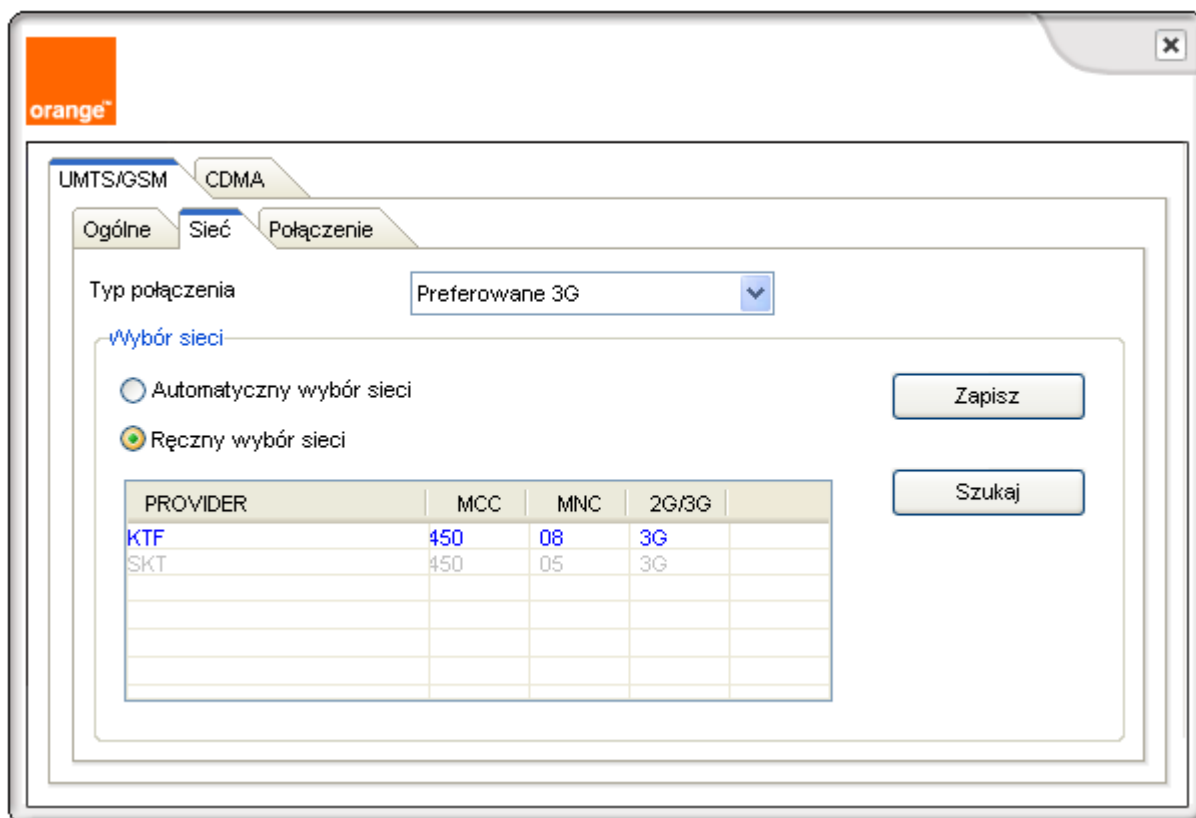 orange™
UMTS/GSM CDMA
Ogólne Sieć Połączenie
Typ połączenia Preferowane 3G
Wybór sieci
Automatyczny wybór sieci Zapisz
Ręczny wybór sieci
Szukaj
PROVIDER MCC MNC 2G/3G
KTF 450 08 3G
SKT 450 05 3G